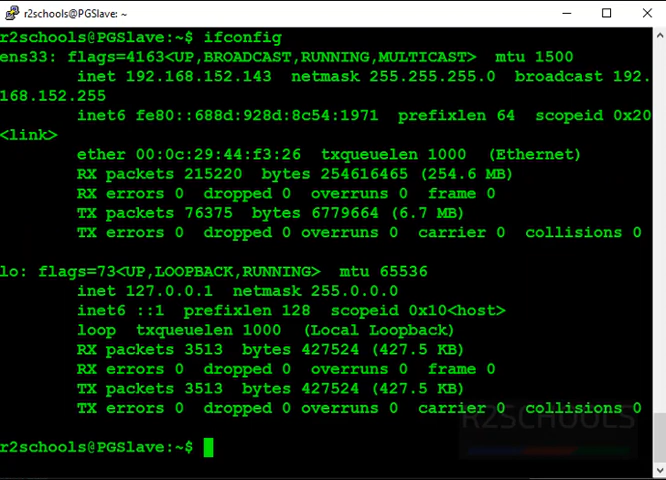 r2schools@PGSlave: ~
r2schools@PGSlave:~$ ifconfig
ens33: flags=4163<UP,BROADCAST,RUNNING,MULTICAST>  mtu 1500
        inet 192.168.152.143  netmask 255.255.255.0  broadcast 192.
168.152.255
        inet6 fe80::688d:928d:8c54:1971  prefixlen 64  scopeid 0x20
<link>
        ether 00:0c:29:44:f3:26  txqueuelen 1000  (Ethernet)
        RX packets 215220  bytes 254616465 (254.6 MB)
        RX errors 0  dropped 0  overruns 0  frame 0
        TX packets 76375  bytes 6779664 (6.7 MB)
        TX errors 0  dropped 0 overruns 0  carrier 0  collisions 0
lo: flags=73<UP,LOOPBACK,RUNNING>  mtu 65536
        inet 127.0.0.1  netmask 255.0.0.0
        inet6 ::1  prefixlen 128  scopeid 0x10<host>
        loop  txqueuelen 1000  (Local Loopback)
        RX packets 3513  bytes 427524 (427.5 KB)
        RX errors 0  dropped 0  overruns 0  frame 0
        TX packets 3513  bytes 427524 (427.5 KB)
        TX errors 0  dropped 0 overruns 0  carrier 0  collisions 0
R2SCHOOLS
r2schools@PGSlave:~$